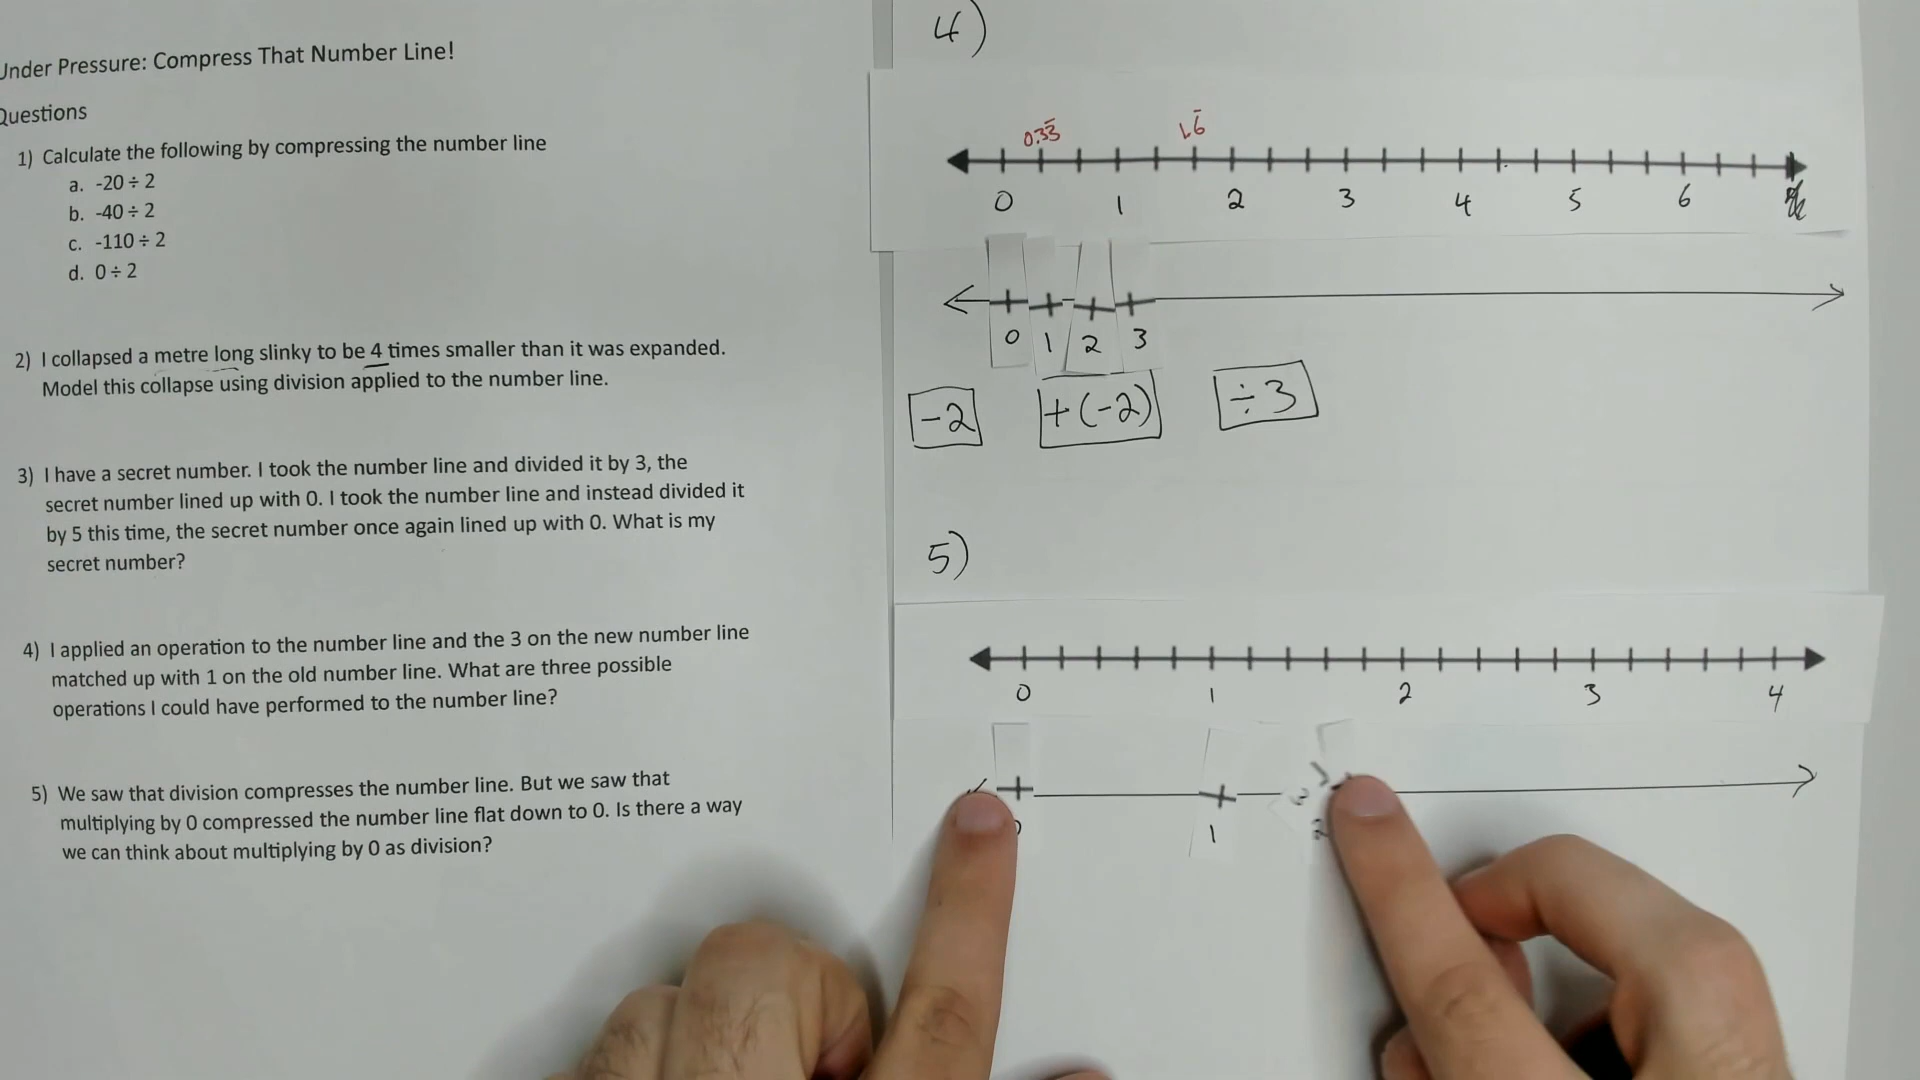 Under Pressure: Compress That Number Line!
Questions
1) Calculate the following by compressing the number line
a. -20 ÷ 2
b. -40 ÷ 2
c. -110 ÷ 2
d. 0 ÷ 2
2) I collapsed a metre long slinky to be 4 times smaller than it was expanded.
Model this collapse using division applied to the number line.
3) I have a secret number. I took the number line and divided it by 3, the
secret number lined up with 0. I took the number line and instead divided it
by 5 this time, the secret number once again lined up with 0. What is my
secret number?
4) I applied an operation to the number line and the 3 on the new number line
matched up with 1 on the old number line. What are three possible
operations I could have performed to the number line?
5) We saw that division compresses the number line. But we saw that
multiplying by 0 compressed the number line flat down to 0. Is there a way
we can think about multiplying by 0 as division?
4)
0.33̅ 1.6̅
0 1 2 3 4 5 6
0 1 2 3
-2 +(-2) ÷3
5)
0 1 2 3 4
1 2